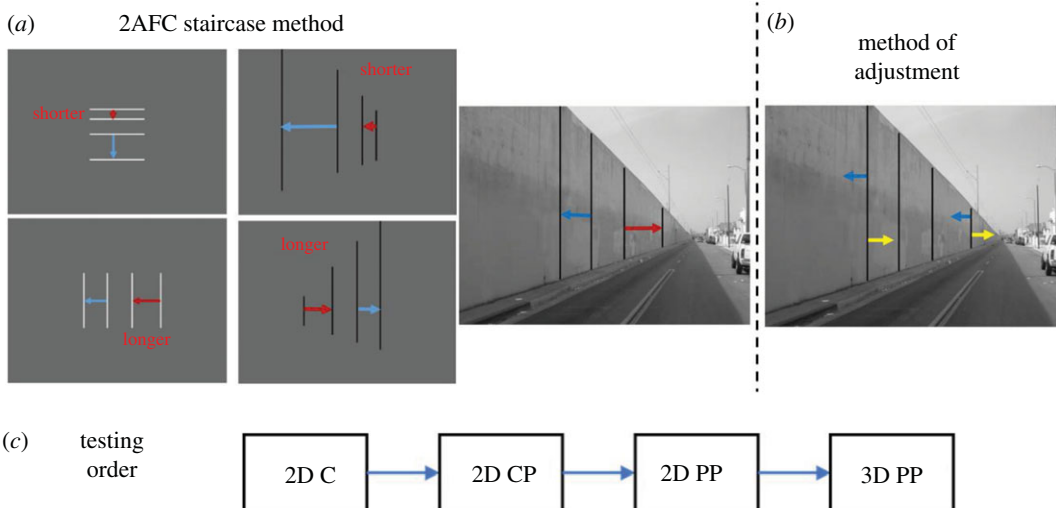 (a)
2AFC staircase method
(b)
method of
adjustment
shorter
shorter
longer
longer
(c)
testing
order
2D C
2D CP
2D PP
3D PP